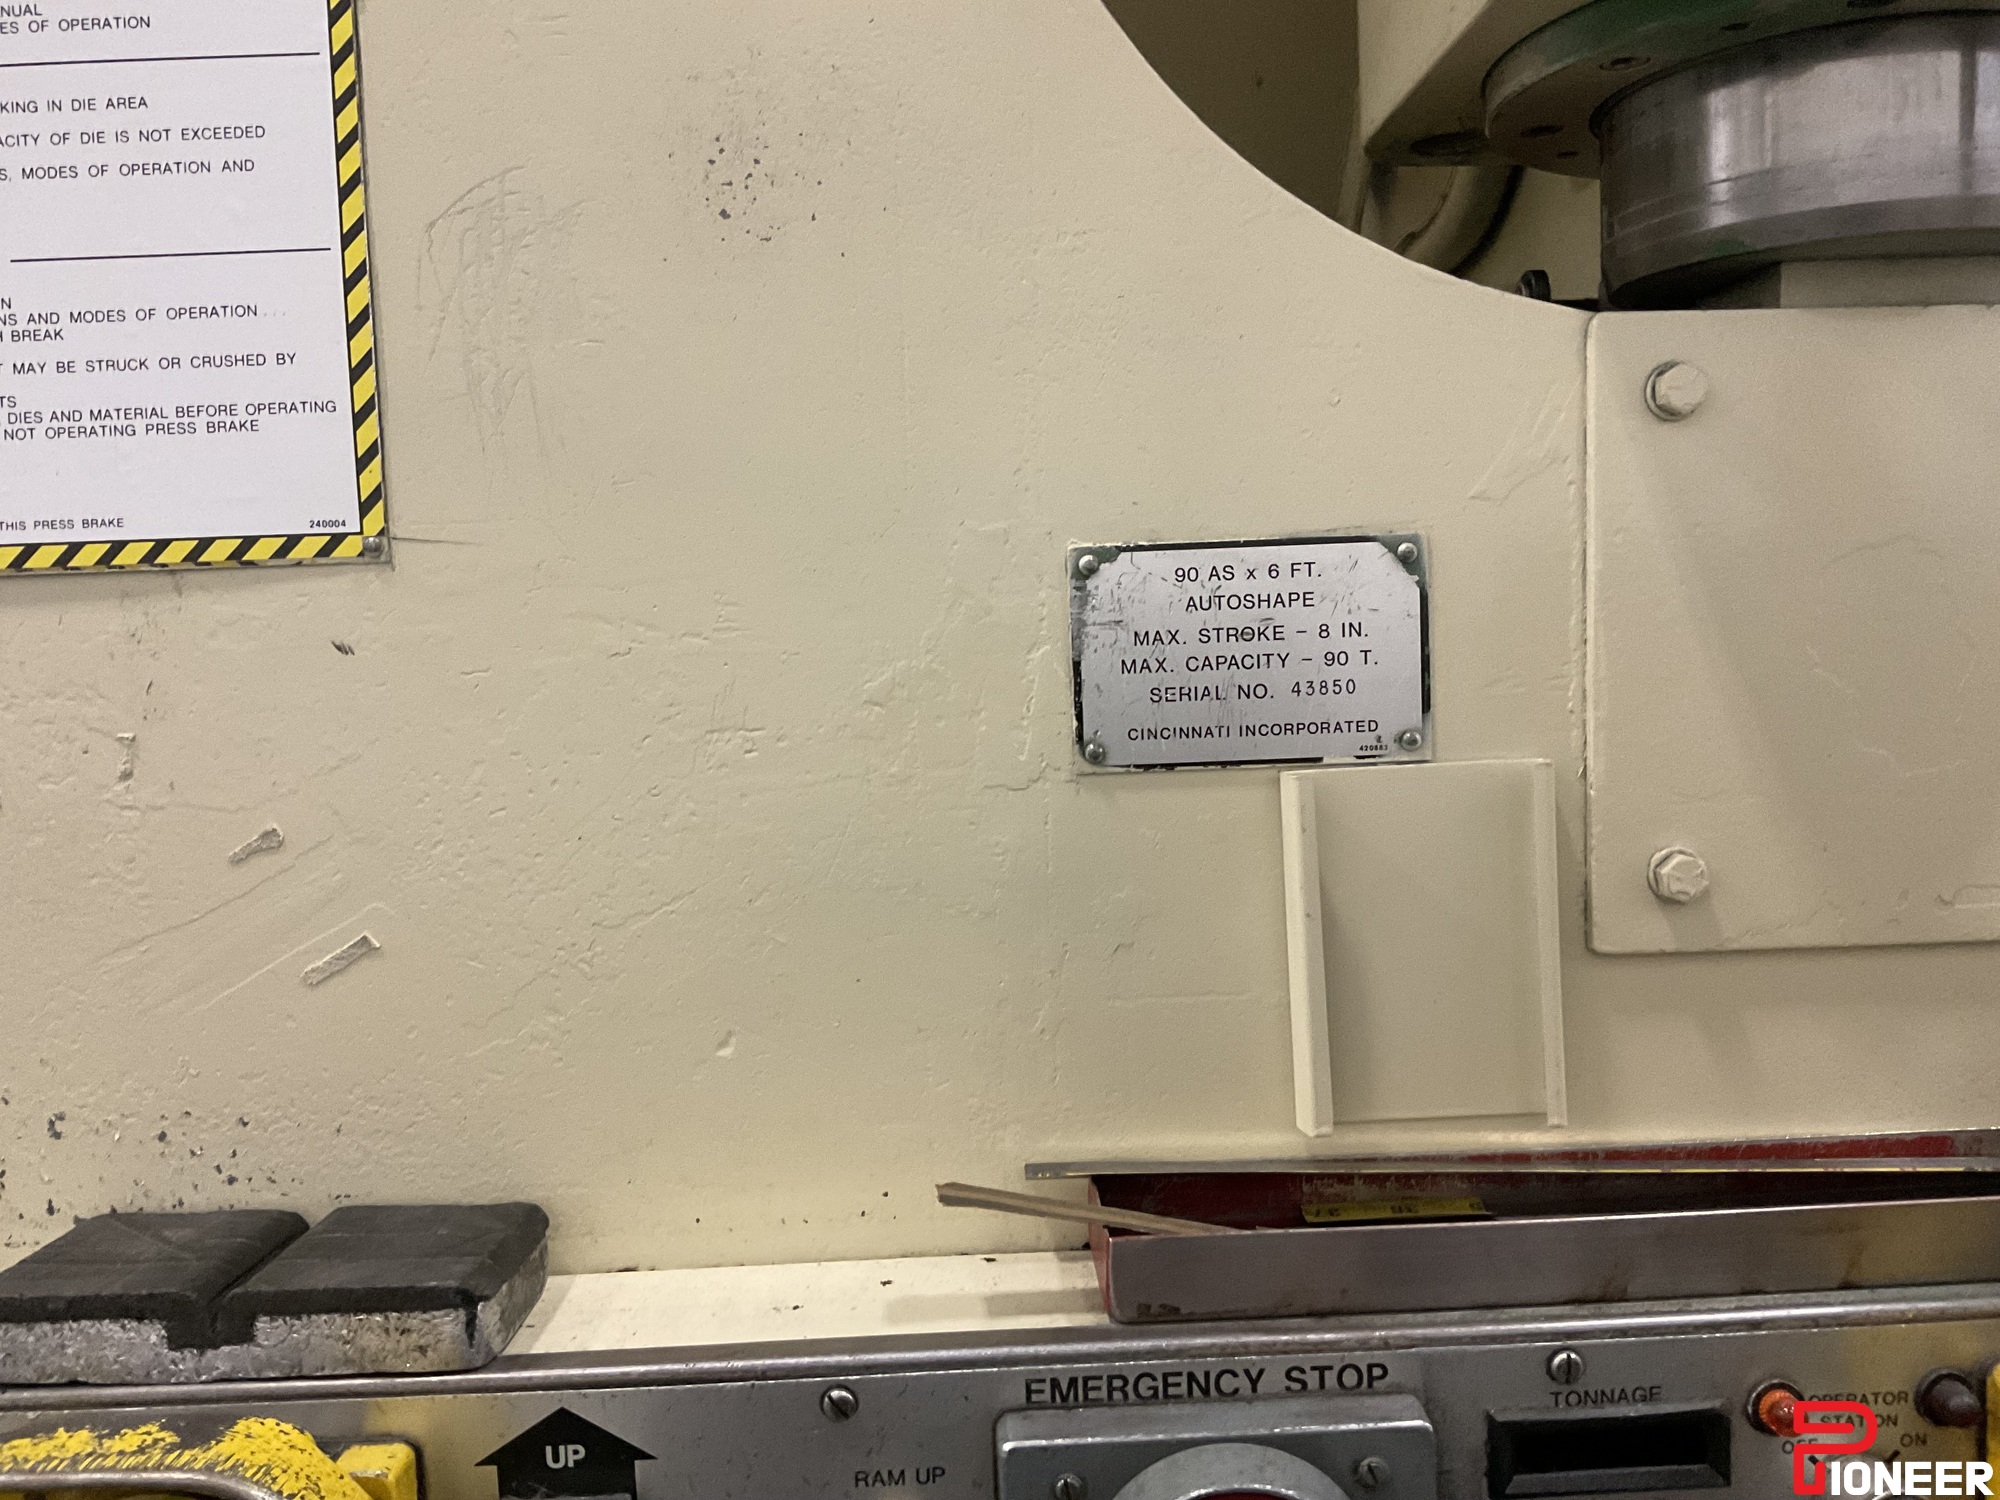 NUAL
ES OF OPERATION
KING IN DIE AREA
ACITY OF DIE IS NOT EXCEEDED
S, MODES OF OPERATION AND
N
NS AND MODES OF OPERATION...
H BREAK
T MAY BE STRUCK OR CRUSHED BY
TS
DIES AND MATERIAL BEFORE OPERATING
NOT OPERATING PRESS BRAKE
THIS PRESS BRAKE 240004
90 AS x 6 FT.
AUTOSHAPE
MAX. STROKE - 8 IN.
MAX. CAPACITY - 90 T.
SERIAL NO. 43850
CINCINNATI INCORPORATED
420883
UP
RAM UP
EMERGENCY STOP
TONNAGE
OPERATOR
STATION
OFF ON
PIONEER